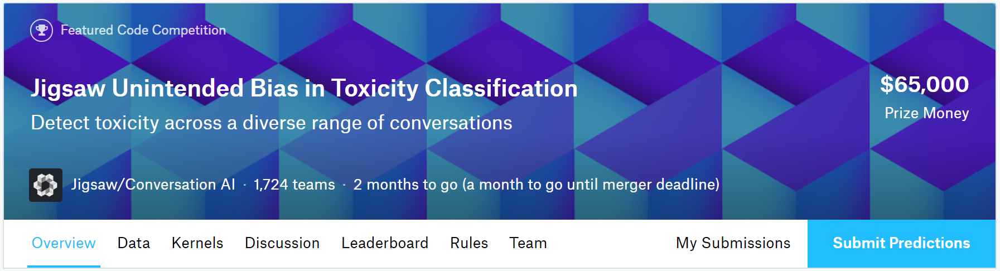 Featured Code Competition
Jigsaw Unintended Bias in Toxicity Classification
$65,000
Detect toxicity across a diverse range of conversations
Prize Money
Jigsaw/Conversation AI · 1,724 teams · 2 months to go (a month to go until merger deadline)
Overview Data Kernels Discussion Leaderboard Rules Team My Submissions Submit Predictions